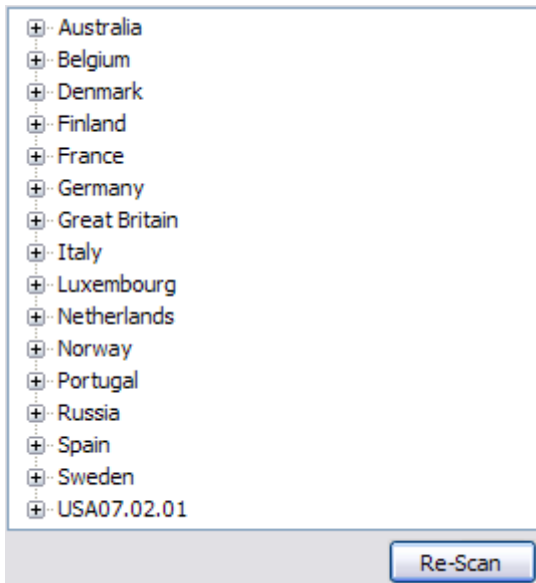 Australia
Belgium
Denmark
Finland
France
Germany
Great Britain
Italy
Luxembourg
Netherlands
Norway
Portugal
Russia
Spain
Sweden
USA07.02.01
Re-Scan